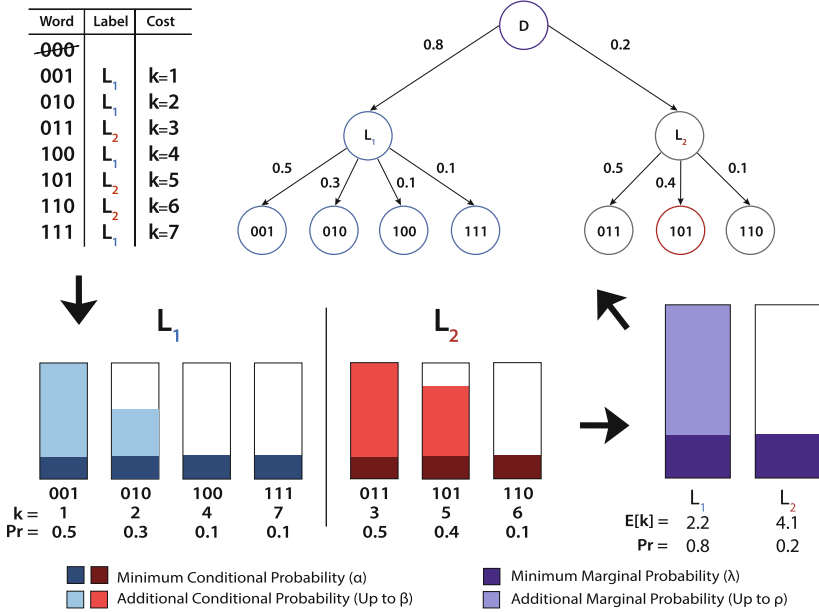 Word Label Cost
000
001 L1 k=1
010 L1 k=2
011 L2 k=3
100 L1 k=4
101 L2 k=5
110 L2 k=6
111 L1 k=7
D
0.8 0.2
L1 L2
0.5 0.3 0.1 0.1 0.5 0.4 0.1
001 010 100 111 011 101 110
L1 L2
001 010 100 111 011 101 110
k = 1 2 4 7 3 5 6
Pr = 0.5 0.3 0.1 0.1 0.5 0.4 0.1
L1 L2
E[k] = 2.2 4.1
Pr = 0.8 0.2
Minimum Conditional Probability (α)
Additional Conditional Probability (Up to β)
Minimum Marginal Probability (λ)
Additional Marginal Probability (Up to ρ)